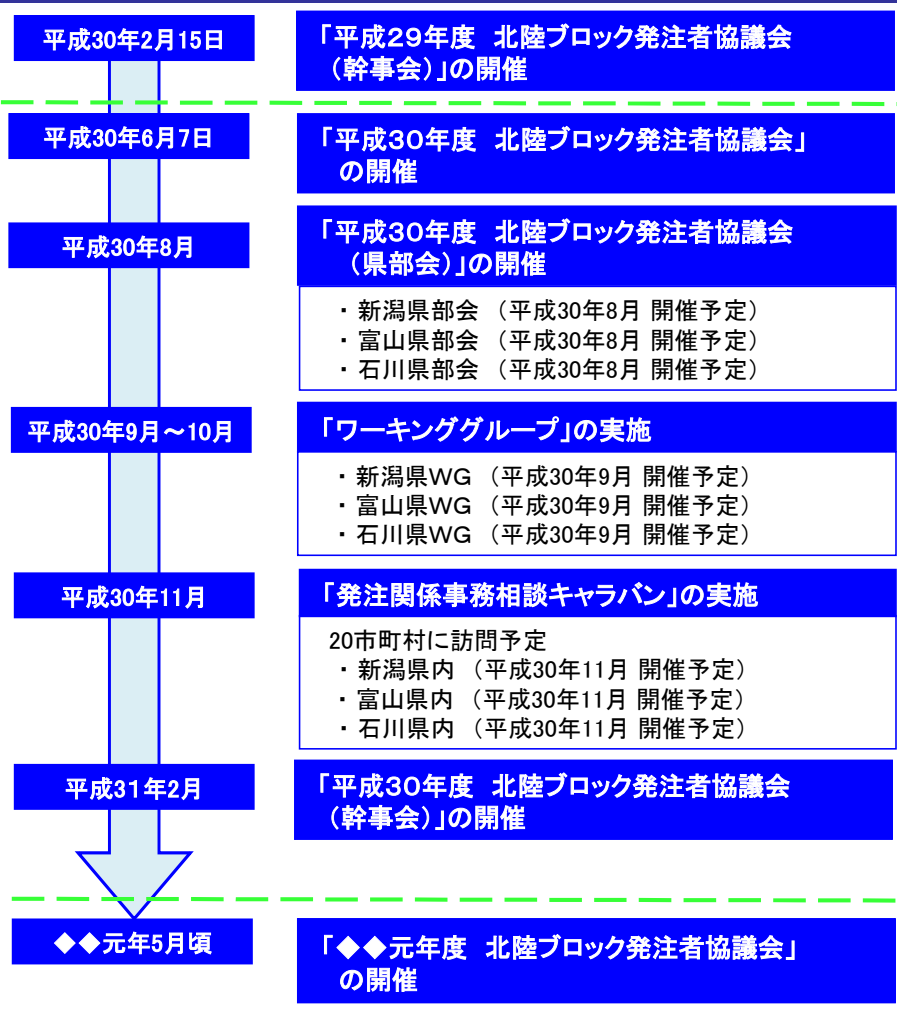 平成30年2月15日
「平成２９年度　北陸ブロック発注者協議会
（幹事会）」の開催
平成30年6月7日
「平成３０年度　北陸ブロック発注者協議会」
の開催
平成30年8月
「平成３０年度　北陸ブロック発注者協議会
（県部会）」の開催
・ 新潟県部会 （平成30年8月 開催予定）
・ 富山県部会 （平成30年8月 開催予定）
・ 石川県部会 （平成30年8月 開催予定）
平成30年9月～10月
「ワーキンググループ」の実施
・ 新潟県ＷＧ （平成30年9月 開催予定）
・ 富山県ＷＧ （平成30年9月 開催予定）
・ 石川県ＷＧ （平成30年9月 開催予定）
平成30年11月
「発注関係事務相談キャラバン」の実施
20市町村に訪問予定
・ 新潟県内 （平成30年11月 開催予定）
・ 富山県内 （平成30年11月 開催予定）
・ 石川県内 （平成30年11月 開催予定）
平成３１年2月
「平成３０年度　北陸ブロック発注者協議会
（幹事会）」の開催
◆◆元年5月頃
「◆◆元年度　北陸ブロック発注者協議会」
の開催